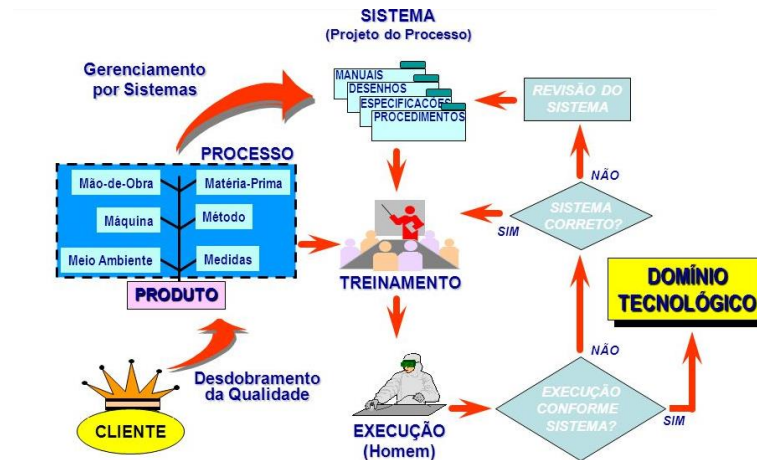 SISTEMA
(Projeto do Processo)
Gerenciamento
por Sistemas
MANUAIS
DESENHOS
ESPECIFICAÇÕES
PROCEDIMENTOS
REVISÃO DO
SISTEMA
PROCESSO
Mão-de-Obra
Matéria-Prima
Máquina
Método
Meio Ambiente
Medidas
PRODUTO
NÃO
SISTEMA
CORRETO?
SIM
TREINAMENTO
DOMÍNIO
TECNOLÓGICO
NÃO
Desdobramento
da Qualidade
CLIENTE
EXECUÇÃO
(Homem)
EXECUÇÃO
CONFORME
SISTEMA?
SIM